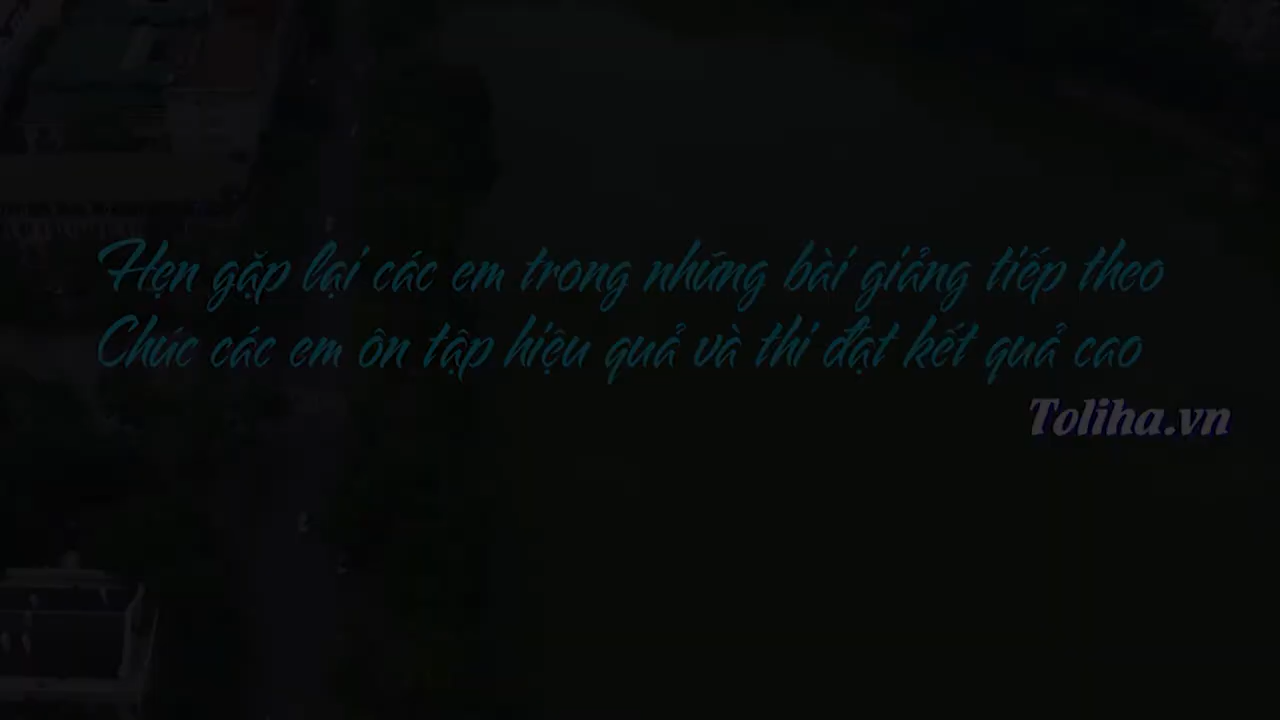 Hẹn gặp lại các em trong những bài giảng tiếp theo
Chúc các em ôn tập hiệu quả và thi đạt kết quả cao
Toliha.vn